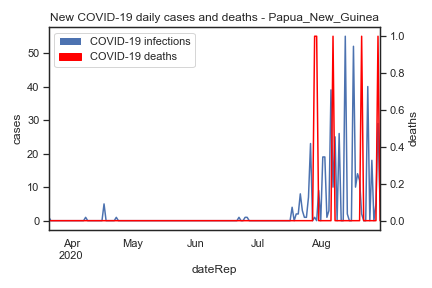 New COVID-19 daily cases and deaths - Papua_New_Guinea
COVID-19 infections
COVID-19 deaths
50
40
30
20
10
0
cases
1.0
0.8
0.6
0.4
0.2
0.0
deaths
Apr
2020
May
Jun
Jul
Aug
dateRep